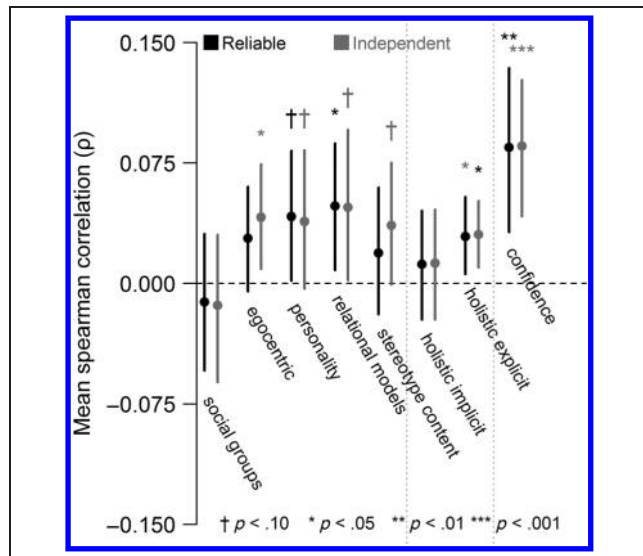 0.150
Reliable
Independent
**
***
†
†
†
*
*
†
*
*
0.075
Mean spearman correlation (ρ)
0.000
social groups
egocentric
personality
relational models
stereotype content
holistic implicit
holistic explicit
confidence
−0.075
−0.150
† p < .10 * p < .05 ** p < .01 *** p < .001